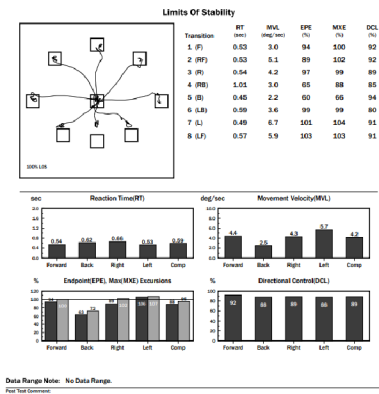 Limits Of Stability
RT MVL EPE MXE DCL
Transition (sec) (deg/sec) (%) (%) (%)
1 (F) 0.53 3.0 94 100 92
2 (RF) 0.53 5.1 89 102 92
3 (R) 0.54 4.2 97 99 89
4 (RB) 1.01 3.0 65 88 85
5 (B) 0.45 2.2 60 66 94
6 (LB) 0.59 3.6 99 99 80
7 (L) 0.49 6.7 101 104 91
8 (LF) 0.57 5.9 103 103 91
100% LOS
sec Reaction Time(RT)
0.54 0.62 0.66 0.53 0.59
Forward Back Right Left Comp
deg/sec Movement Velocity(MVL)
4.4 2.5 4.3 5.7 4.2
Forward Back Right Left Comp
% Endpoint(EPE), Max(MXE) Excursions
Forward Back Right Left Comp
% Directional Control(DCL)
92 88 89 88 89
Forward Back Right Left Comp
Data Range Note: No Data Range.
Post Test Comment: